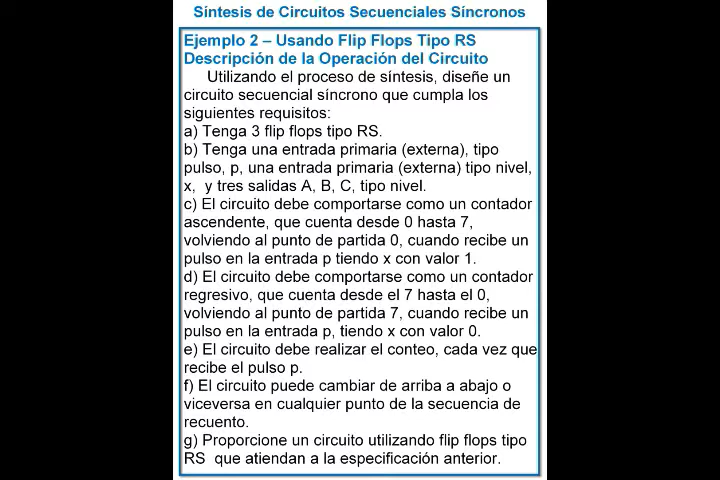 Síntesis de Circuitos Secuenciales Síncronos
Ejemplo 2 – Usando Flip Flops Tipo RS
Descripción de la Operación del Circuito
Utilizando el proceso de síntesis, diseñe un
circuito secuencial síncrono que cumpla los
siguientes requisitos:
a) Tenga 3 flip flops tipo RS.
b) Tenga una entrada primaria (externa), tipo
pulso, p, una entrada primaria (externa) tipo nivel,
x, y tres salidas A, B, C, tipo nivel.
c) El circuito debe comportarse como un contador
ascendente, que cuenta desde 0 hasta 7,
volviendo al punto de partida 0, cuando recibe un
pulso en la entrada p tiendo x con valor 1.
d) El circuito debe comportarse como un contador
regresivo, que cuenta desde el 7 hasta el 0,
volviendo al punto de partida 7, cuando recibe un
pulso en la entrada p, tiendo x con valor 0.
e) El circuito debe realizar el conteo, cada vez que
recibe el pulso p.
f) El circuito puede cambiar de arriba a abajo o
viceversa en cualquier punto de la secuencia de
recuento.
g) Proporcione un circuito utilizando flip flops tipo
RS que atiendan a la especificación anterior.